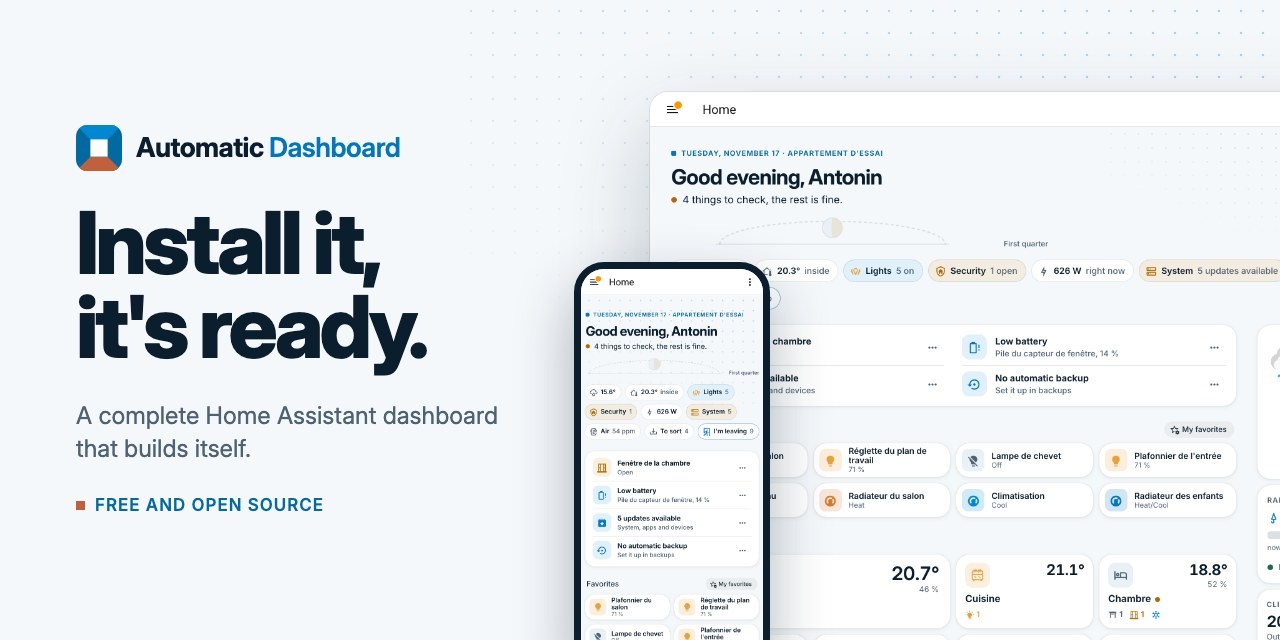 Automatic Dashboard
Install it,
it's ready.
A complete Home Assistant dashboard
that builds itself.
FREE AND OPEN SOURCE
Home
TUESDAY, NOVEMBER 17 · APPARTEMENT D'ESSAI
Good evening, Antonin
4 things to check, the rest is fine.
First quarter
20.3° inside
Lights 5 on
Security 1 open
626 W right now
System 5 updates available
chambre
Low battery
Pile du capteur de fenêtre, 14 %
and devices
No automatic backup
Set it up in backups
My favorites
Réglette du plan de
travail
71 %
Lampe de chevet
Off
Plafonnier de l'entrée
71 %
Radiateur du salon
Heat
Climatisation
Cool
Radiateur des enfants
Heat/Cool
20.7°
46 %
21.1°
Cuisine
1
18.8°
52 %
Chambre
1 1
Home
TUESDAY, NOVEMBER 17 · APPARTEMENT D'ESSAI
Good evening, Antonin
4 things to check, the rest is fine.
First quarter
15.6°
20.3° inside
Lights 5
Security 1
626 W
System 5
Air 54 ppm
To sort 4
I'm leaving 9
Fenêtre de la chambre
Open
Low battery
Pile du capteur de fenêtre, 14 %
5 updates available
System, apps and devices
No automatic backup
Set it up in backups
Favorites
My favorites
Plafonnier du
salon
71 %
Réglette du plan
de travail
71 %
Lampe de chevet
Plafonnier de
l'entrée